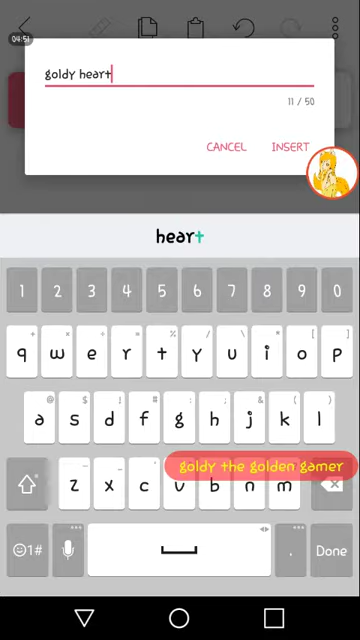 04:51
goldy heart
11 / 50
CANCEL INSERT
heart
1 2 3 4 5 6 7 8 9 0
+ × ÷ = % / \ * [ ]
q w e r t y u i o p
@ $ ! # : ; & ( )
a s d f g h j k l
goldy the golden gamer
z x c v b n m
☺1# . Done